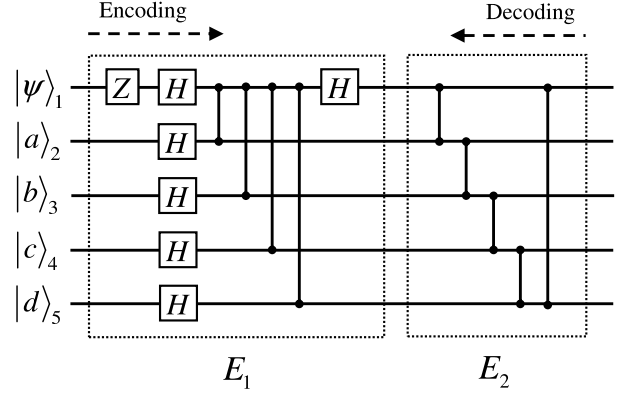 Encoding Decoding
|ψ⟩₁ Z H H
|a⟩₂ H
|b⟩₃ H
|c⟩₄ H
|d⟩₅ H
E₁ E₂